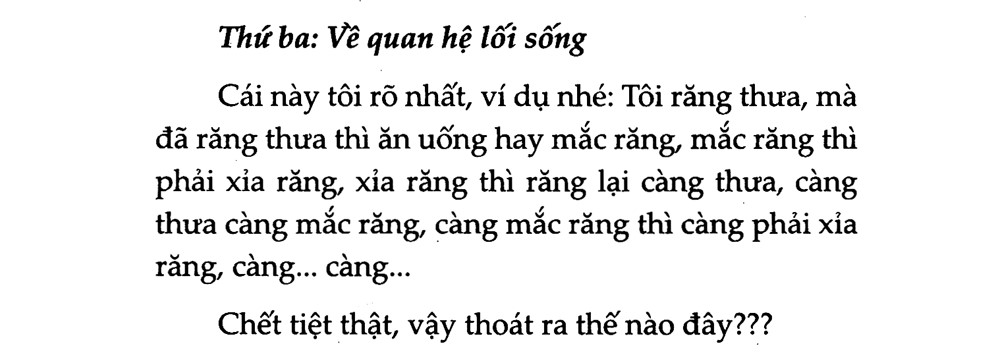 Thứ ba: Về quan hệ lối sống
Cái này tôi rõ nhất, ví dụ nhé: Tôi răng thưa, mà
đã răng thưa thì ăn uống hay mắc răng, mắc răng thì
phải xỉa răng, xỉa răng thì răng lại càng thưa, càng
thưa càng mắc răng, càng mắc răng thì càng phải xỉa
răng, càng... càng...
Chết tiệt thật, vậy thoát ra thế nào đây???